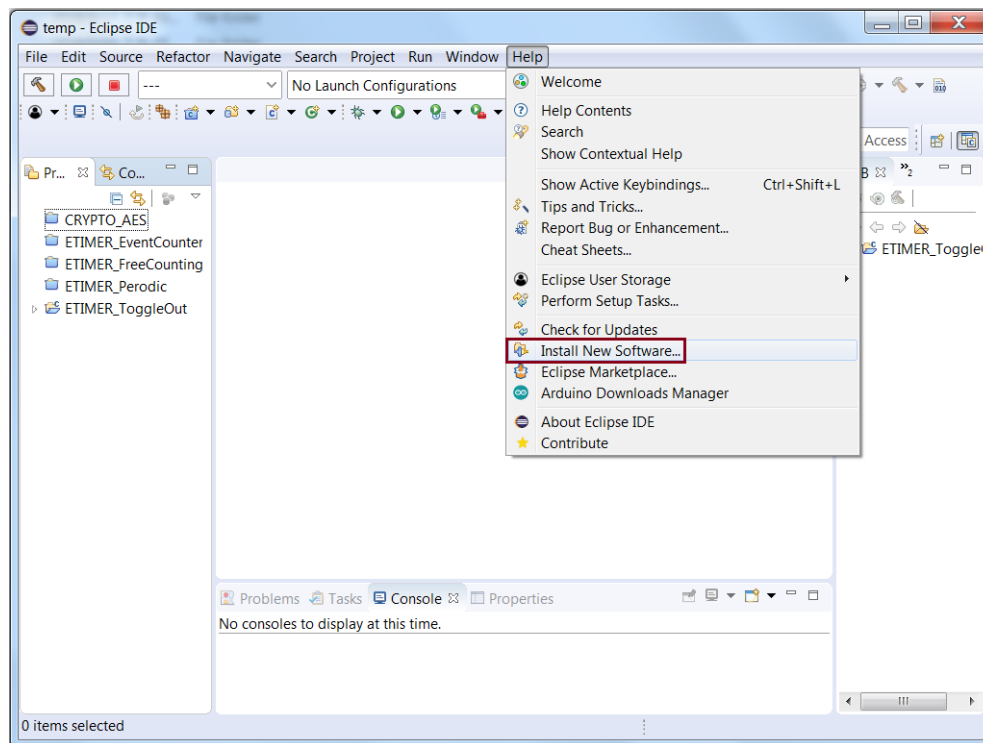 temp - Eclipse IDE
File Edit Source Refactor Navigate Search Project Run Window Help
--- No Launch Configurations
Access
Pr... Co...
B
»2
CRYPTO_AES
ETIMER_EventCounter
ETIMER_FreeCounting
ETIMER_Perodic
ETIMER_ToggleOut
Welcome
Help Contents
Search
Show Contextual Help
Show Active Keybindings... Ctrl+Shift+L
Tips and Tricks...
Report Bug or Enhancement...
Cheat Sheets...
Eclipse User Storage
Perform Setup Tasks...
Check for Updates
Install New Software...
Eclipse Marketplace...
Arduino Downloads Manager
About Eclipse IDE
Contribute
ETIMER_Toggle
Problems Tasks Console Properties
No consoles to display at this time.
0 items selected